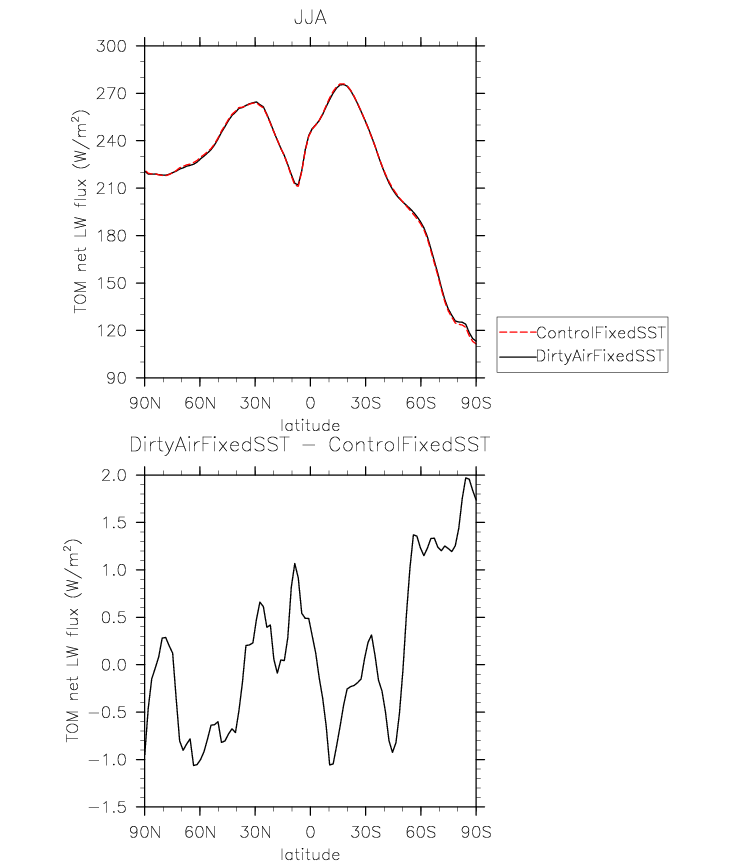 JJA
TOM net LW flux (W/m²)
300
270
240
210
180
150
120
90
90N 60N 30N 0 30S 60S 90S
latitude
ControlFixedSST
DirtyAirFixedSST
DirtyAirFixedSST − ControlFixedSST
TOM net LW flux (W/m²)
2.0
1.5
1.0
0.5
0.0
−0.5
−1.0
−1.5
90N 60N 30N 0 30S 60S 90S
latitude